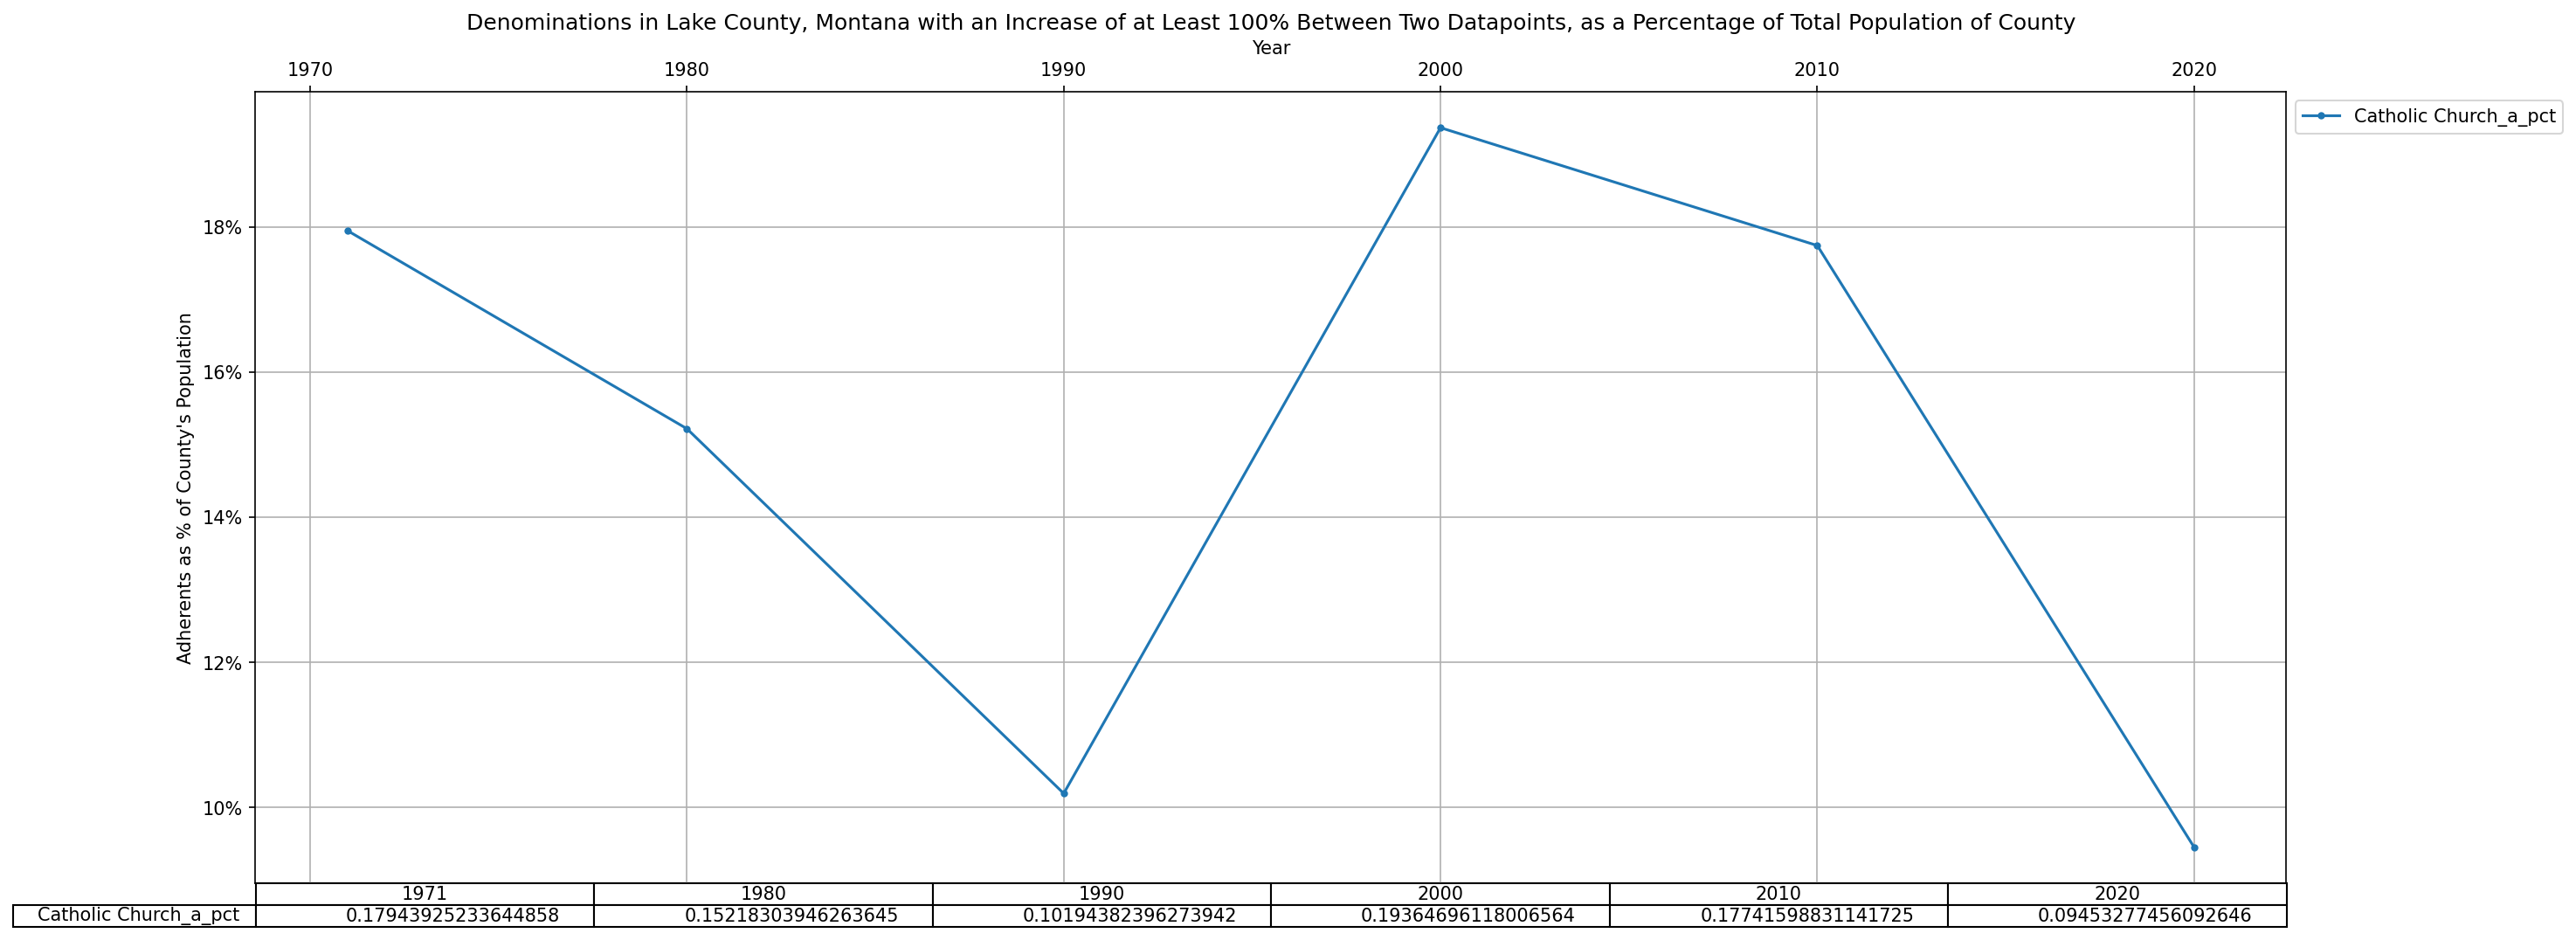 Denominations in Lake County, Montana with an Increase of at Least 100% Between Two Datapoints, as a Percentage of Total Population of County
Year
1970 1980 1990 2000 2010 2020
Catholic Church_a_pct
18%
16%
14%
12%
10%
Adherents as % of County's Population
1971 1980 1990 2000 2010 2020
Catholic Church_a_pct 0.17943925233644858 0.15218303946263645 0.10194382396273942 0.19364696118006564 0.17741598831141725 0.09453277456092646